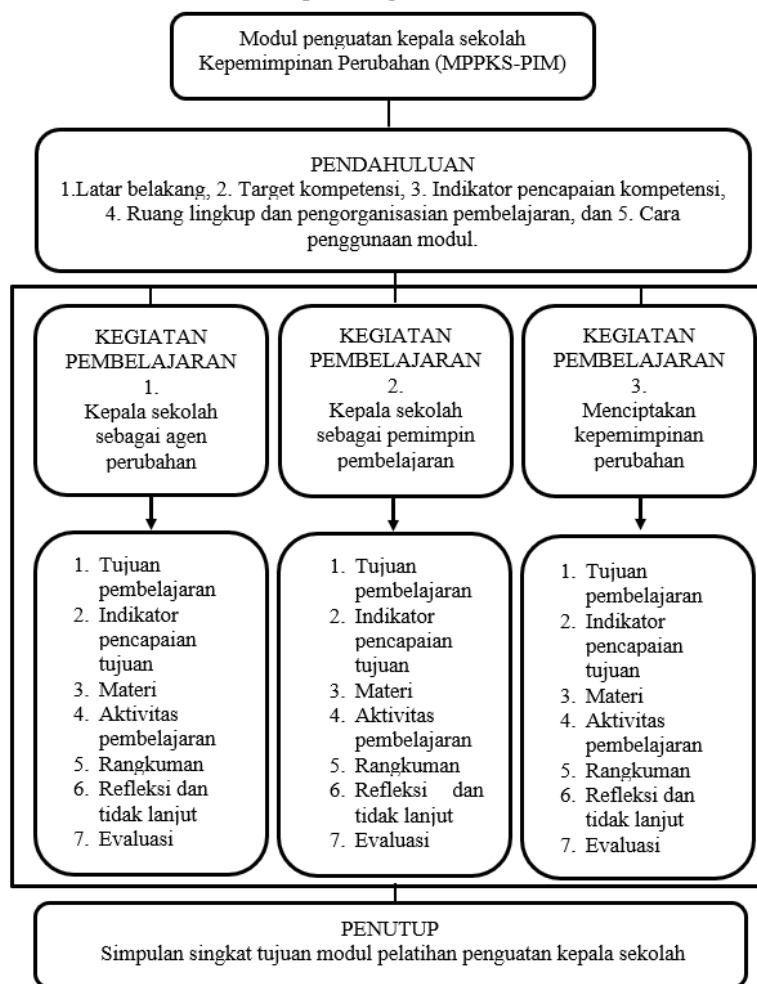 Modul penguatan kepala sekolah
Kepemimpinan Perubahan (MPPKS-PIM)
PENDAHULUAN
1.Latar belakang, 2. Target kompetensi, 3. Indikator pencapaian kompetensi,
4. Ruang lingkup dan pengorganisasian pembelajaran, dan 5. Cara
penggunaan modul.
KEGIATAN
PEMBELAJARAN
1.
Kepala sekolah
sebagai agen
perubahan
KEGIATAN
PEMBELAJARAN
2.
Kepala sekolah
sebagai pemimpin
pembelajaran
KEGIATAN
PEMBELAJARAN
3.
Menciptakan
kepemimpinan
perubahan
1. Tujuan
pembelajaran
2. Indikator
pencapaian
tujuan
3. Materi
4. Aktivitas
pembelajaran
5. Rangkuman
6. Refleksi dan
tidak lanjut
7. Evaluasi
1. Tujuan
pembelajaran
2. Indikator
pencapaian
tujuan
3. Materi
4. Aktivitas
pembelajaran
5. Rangkuman
6. Refleksi dan
tidak lanjut
7. Evaluasi
1. Tujuan
pembelajaran
2. Indikator
pencapaian
tujuan
3. Materi
4. Aktivitas
pembelajaran
5. Rangkuman
6. Refleksi dan
tidak lanjut
7. Evaluasi
PENUTUP
Simpulan singkat tujuan modul pelatihan penguatan kepala sekolah